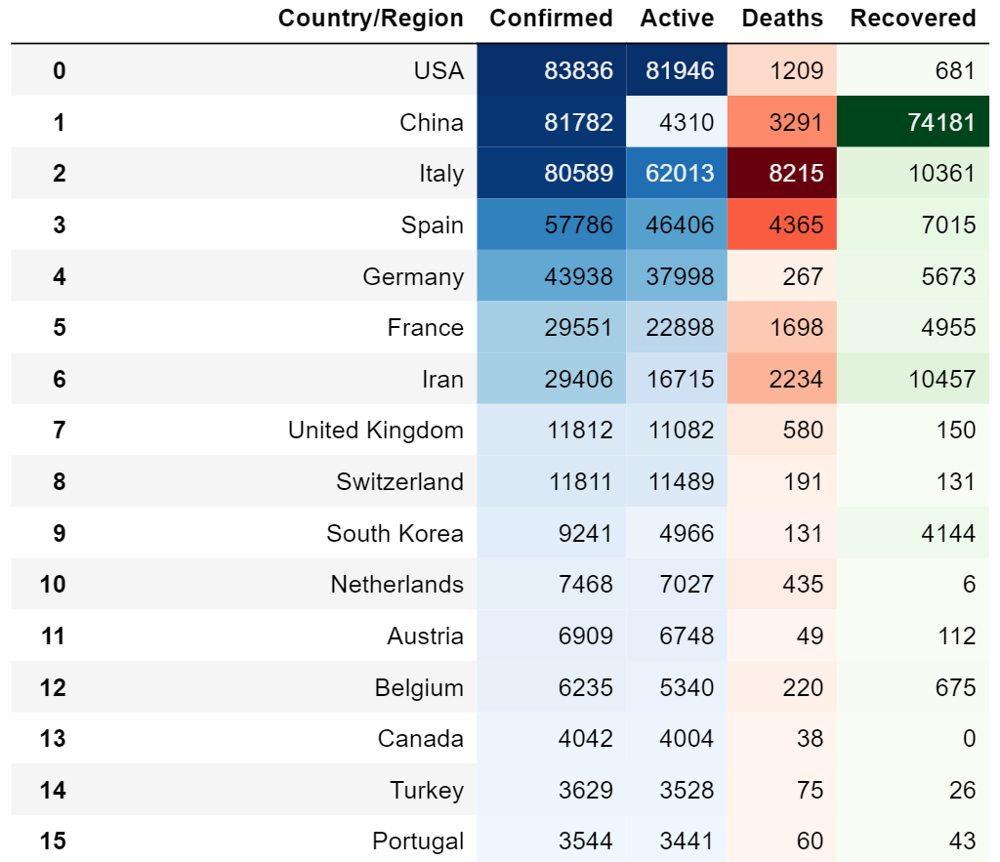 Country/Region Confirmed Active Deaths Recovered
0 USA 83836 81946 1209 681
1 China 81782 4310 3291 74181
2 Italy 80589 62013 8215 10361
3 Spain 57786 46406 4365 7015
4 Germany 43938 37998 267 5673
5 France 29551 22898 1698 4955
6 Iran 29406 16715 2234 10457
7 United Kingdom 11812 11082 580 150
8 Switzerland 11811 11489 191 131
9 South Korea 9241 4966 131 4144
10 Netherlands 7468 7027 435 6
11 Austria 6909 6748 49 112
12 Belgium 6235 5340 220 675
13 Canada 4042 4004 38 0
14 Turkey 3629 3528 75 26
15 Portugal 3544 3441 60 43